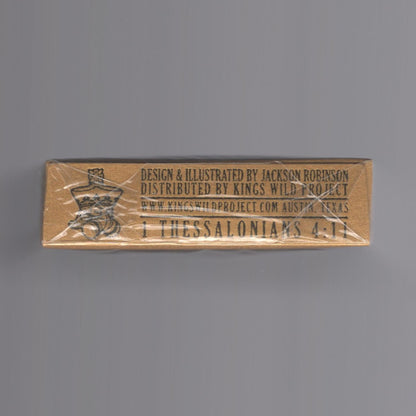 DESIGN & ILLUSTRATED BY JACKSON ROBINSON
DISTRIBUTED BY KINGS WILD PROJECT
WWW.KINGSWILDPROJECT.COM AUSTIN, TEXAS
1 THESSALONIANS 4:11